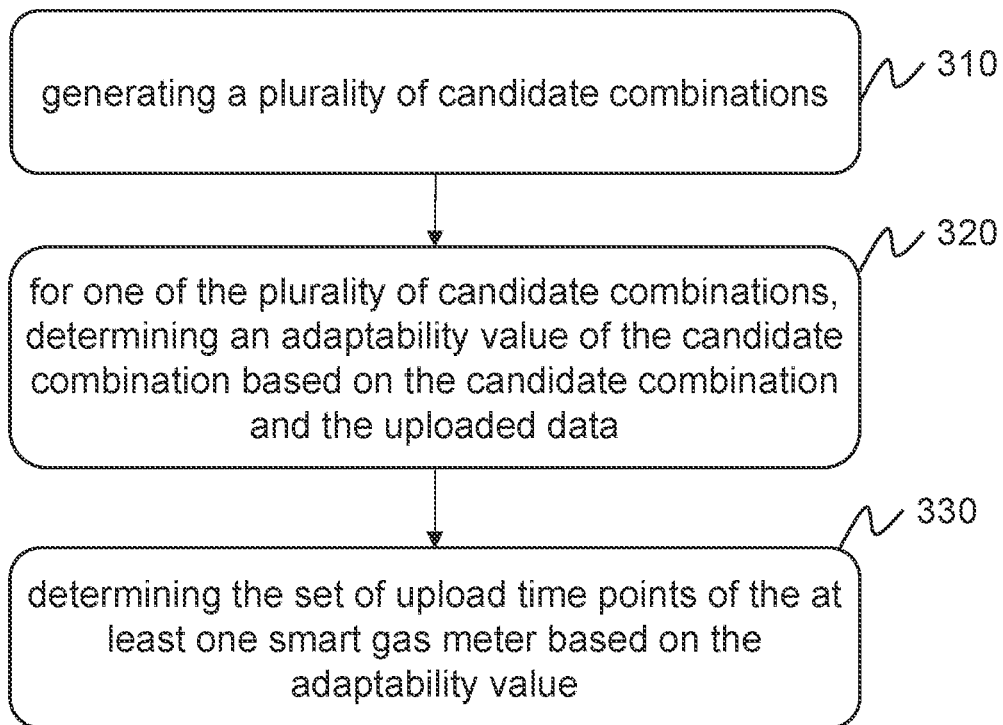 generating a plurality of candidate combinations
310
for one of the plurality of candidate combinations,
determining an adaptability value of the candidate
combination based on the candidate combination
and the uploaded data
320
determining the set of upload time points of the at
least one smart gas meter based on the
adaptability value
330